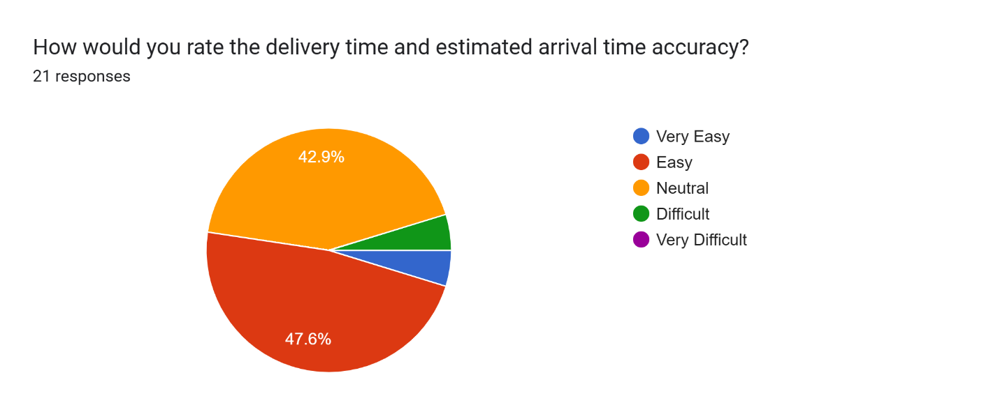 How would you rate the delivery time and estimated arrival time accuracy?
21 responses
42.9%
47.6%
Very Easy
Easy
Neutral
Difficult
Very Difficult